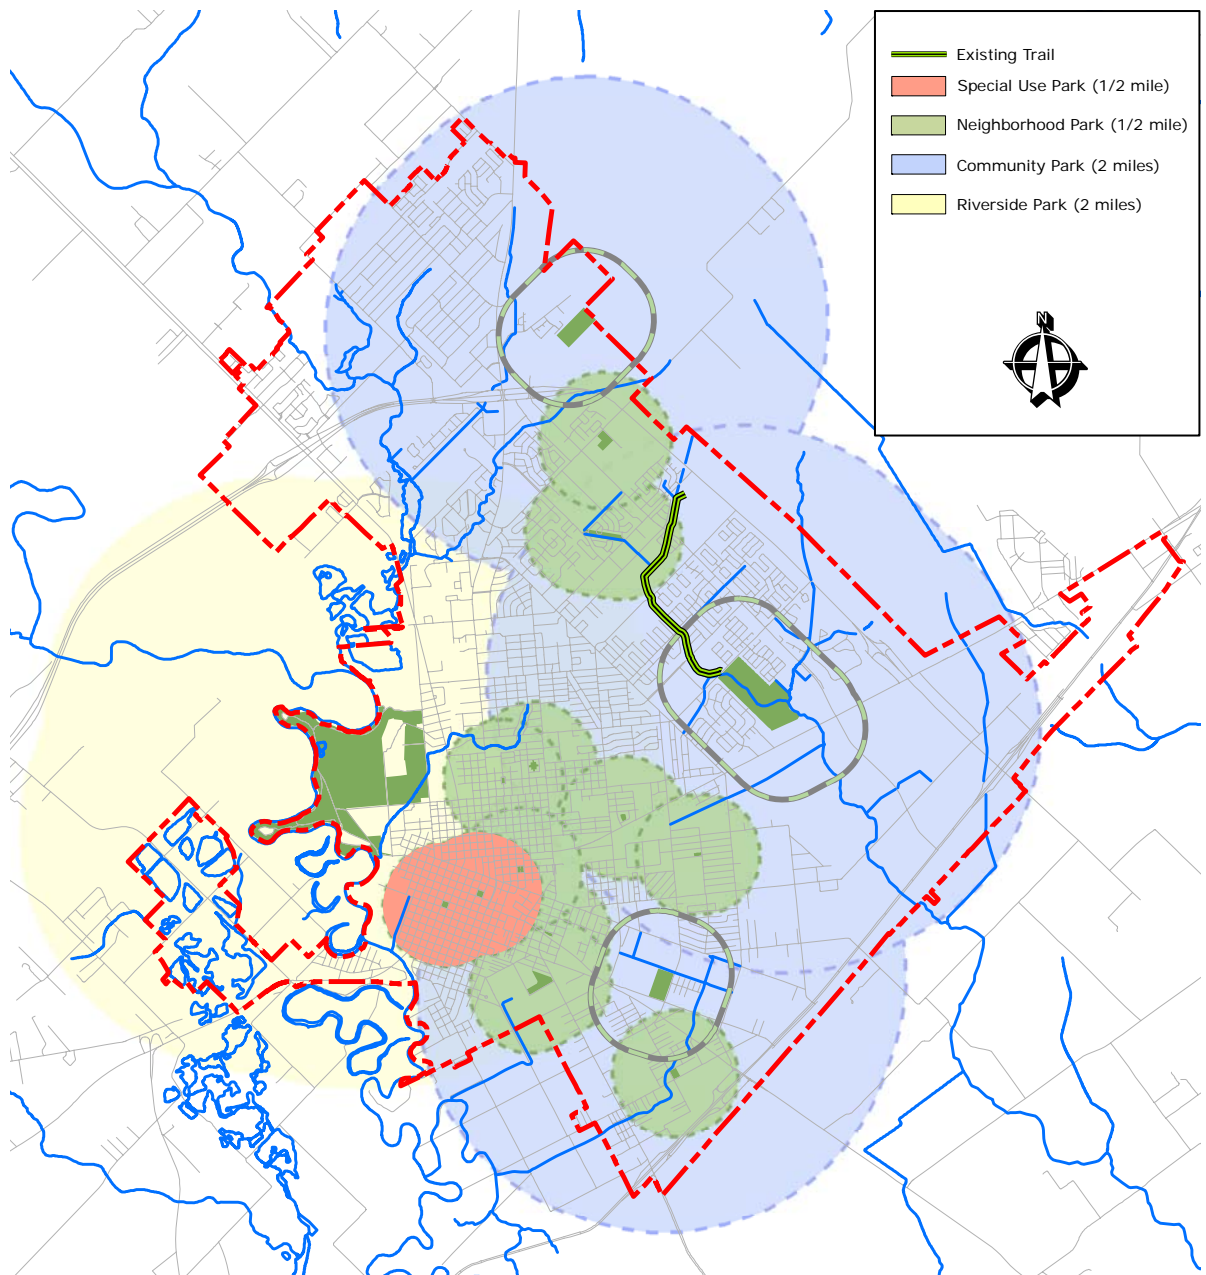 Existing Trail
Special Use Park (1/2 mile)
Neighborhood Park (1/2 mile)
Community Park (2 miles)
Riverside Park (2 miles)
N